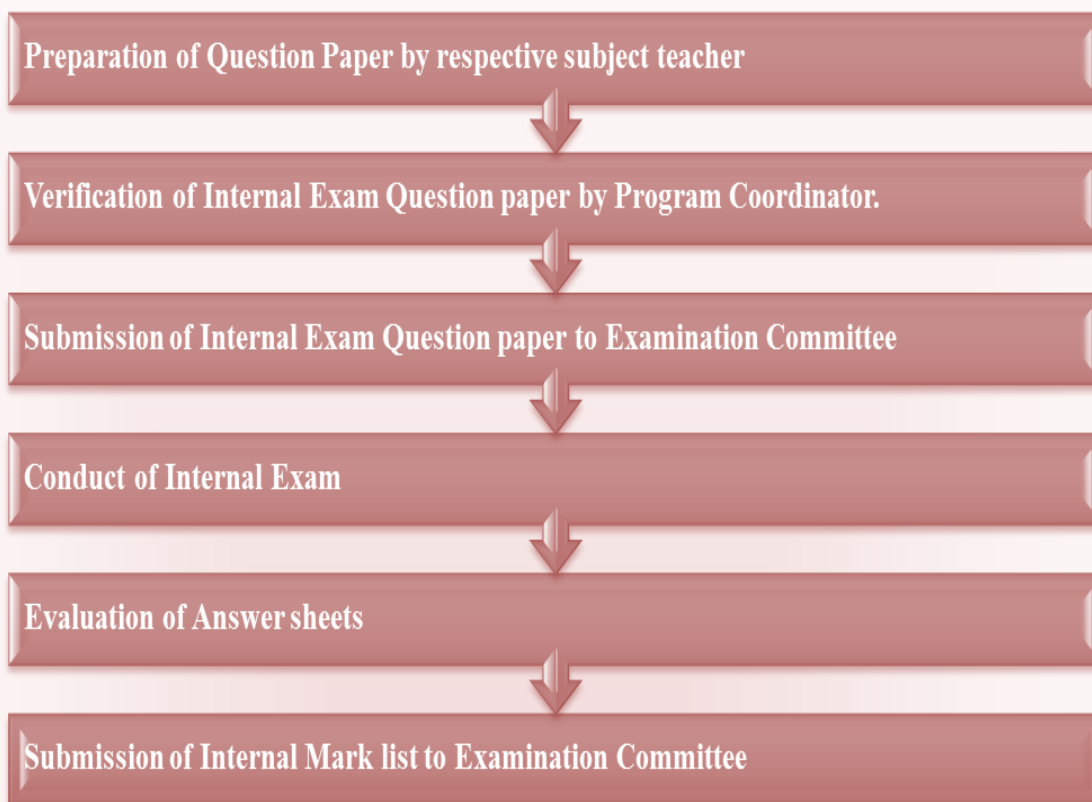 Preparation of Question Paper by respective subject teacher
Verification of Internal Exam Question paper by Program Coordinator.
Submission of Internal Exam Question paper to Examination Committee
Conduct of Internal Exam
Evaluation of Answer sheets
Submission of Internal Mark list to Examination Committee